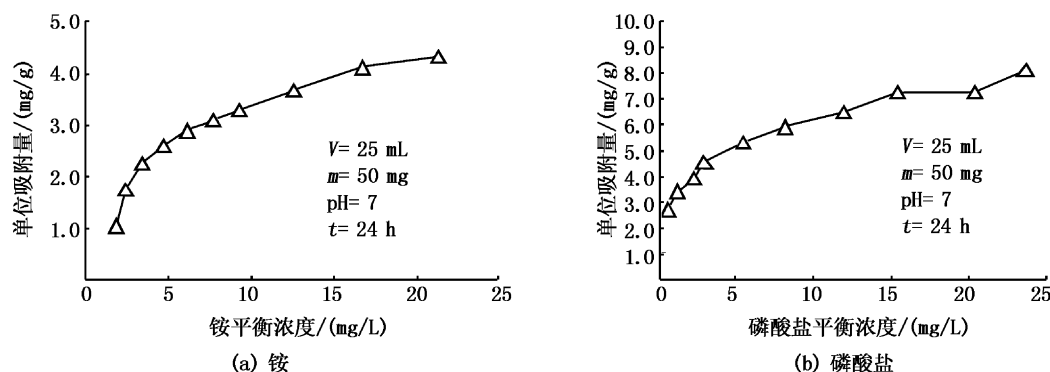 5.0
4.0
3.0
2.0
1.0
0 5 10 15 20 25
单位吸附量/(mg/g)
V= 25 mL
m= 50 mg
pH= 7
t= 24 h
铵平衡浓度/(mg/L)
(a) 铵
10.0
9.0
8.0
7.0
6.0
5.0
4.0
3.0
2.0
1.0
0 5 10 15 20 25
单位吸附量/(mg/g)
V= 25 mL
m= 50 mg
pH= 7
t= 24 h
磷酸盐平衡浓度/(mg/L)
(b) 磷酸盐